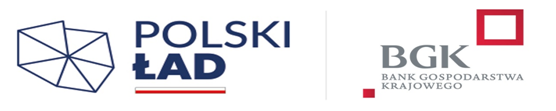 POLSKI
ŁAD
BGK
BANK GOSPODARSTWA
KRAJOWEGO